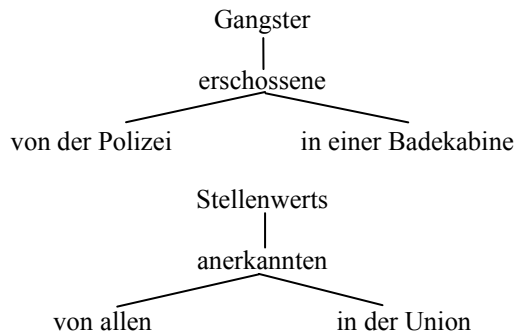 Gangster
erschossene
von der Polizei in einer Badekabine
Stellenwerts
anerkannten
von allen in der Union